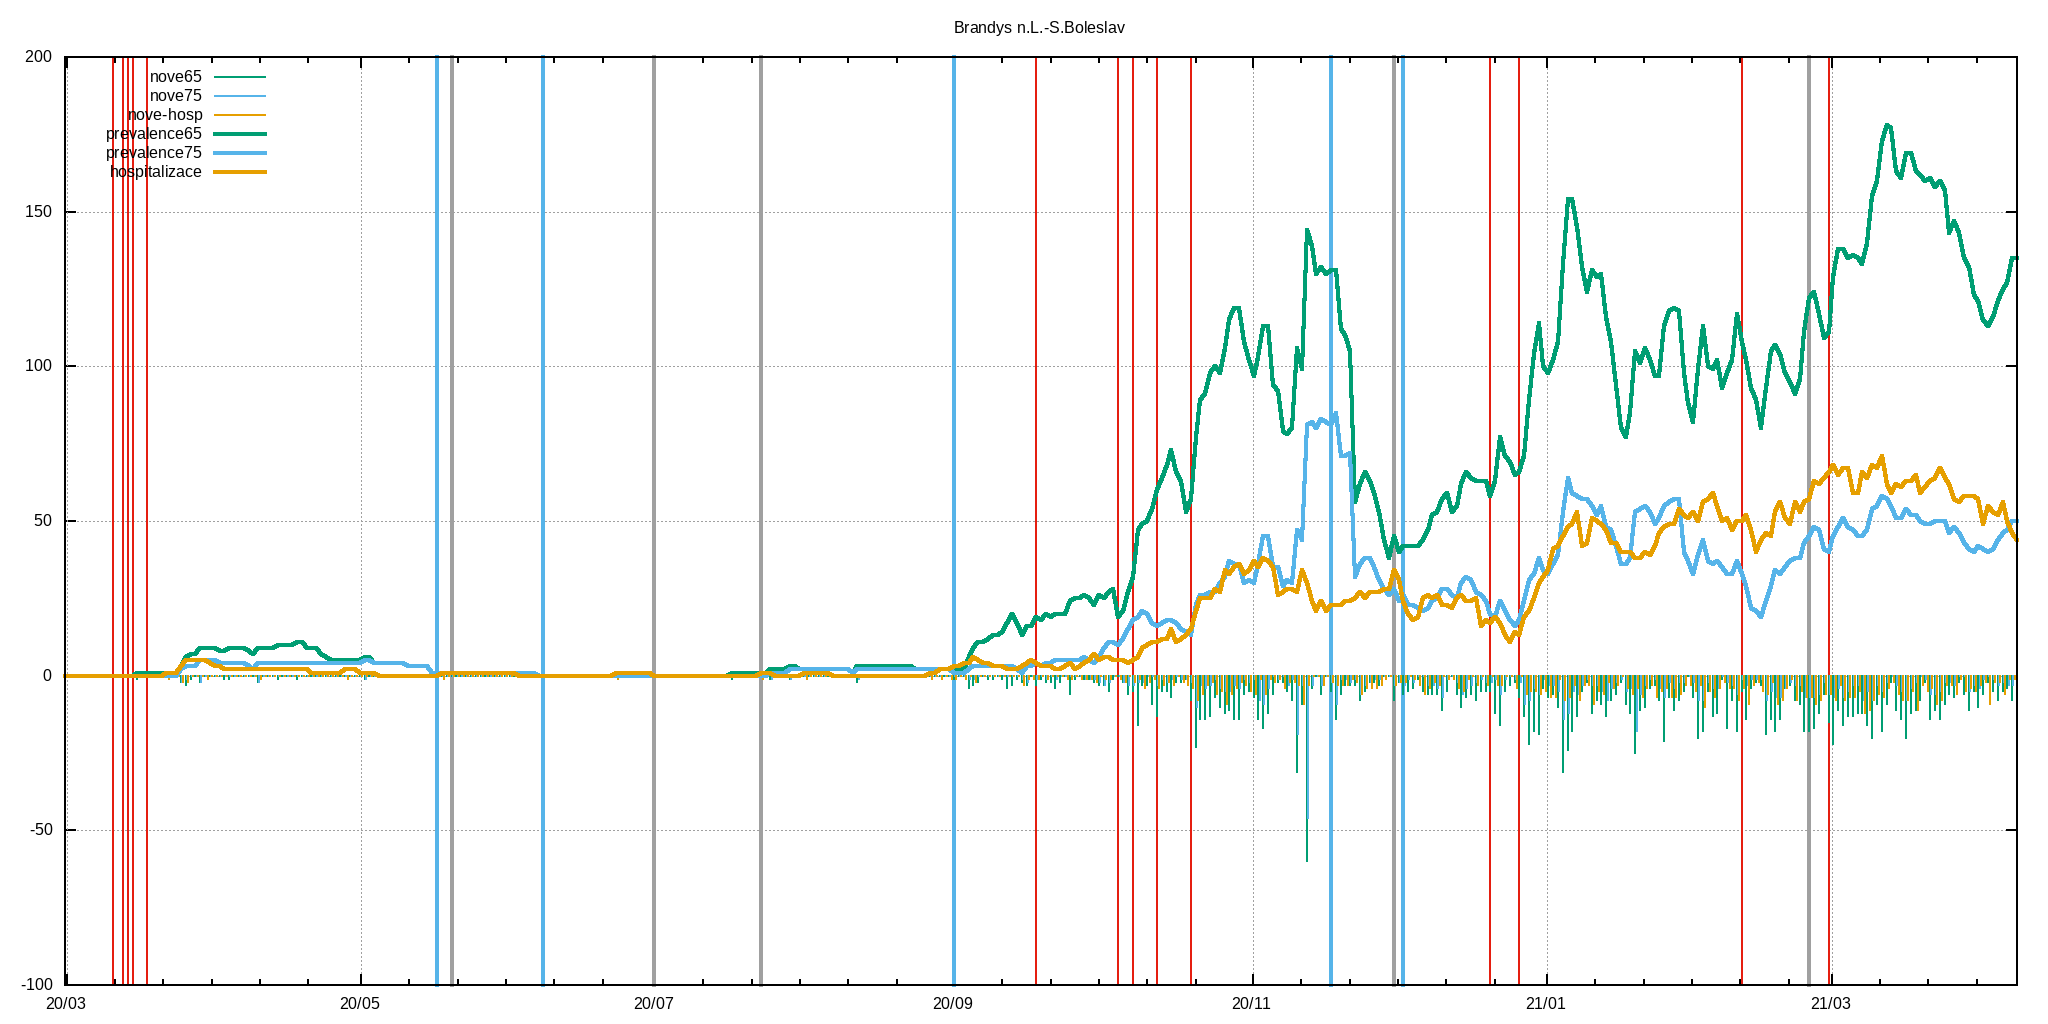 Brandys n.L.-S.Boleslav
200
150
100
50
0
-50
-100
nove65
nove75
nove-hosp
prevalence65
prevalence75
hospitalizace
20/03 20/05 20/07 20/09 20/11 21/01 21/03